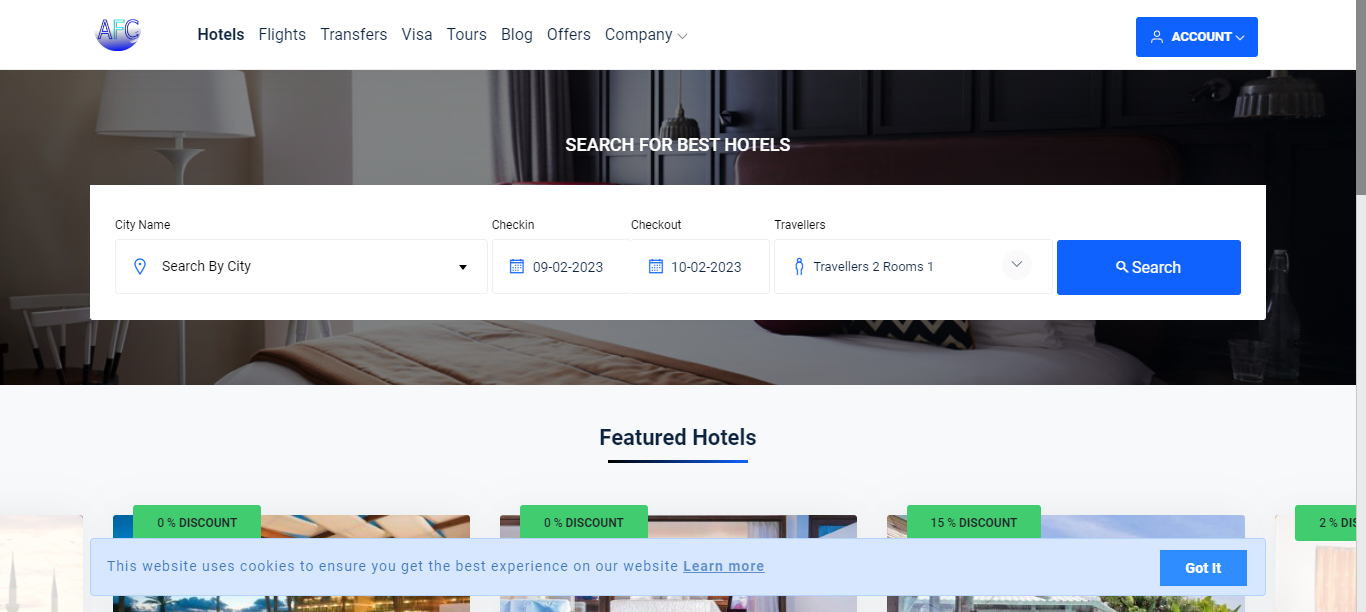 AFC
Hotels Flights Transfers Visa Tours Blog Offers Company
ACCOUNT
SEARCH FOR BEST HOTELS
City Name Checkin Checkout Travellers
Search By City 09-02-2023 10-02-2023 Travellers 2 Rooms 1 Search
Featured Hotels
0 % DISCOUNT 0 % DISCOUNT 15 % DISCOUNT 2 % DIS
This website uses cookies to ensure you get the best experience on our website Learn more Got It